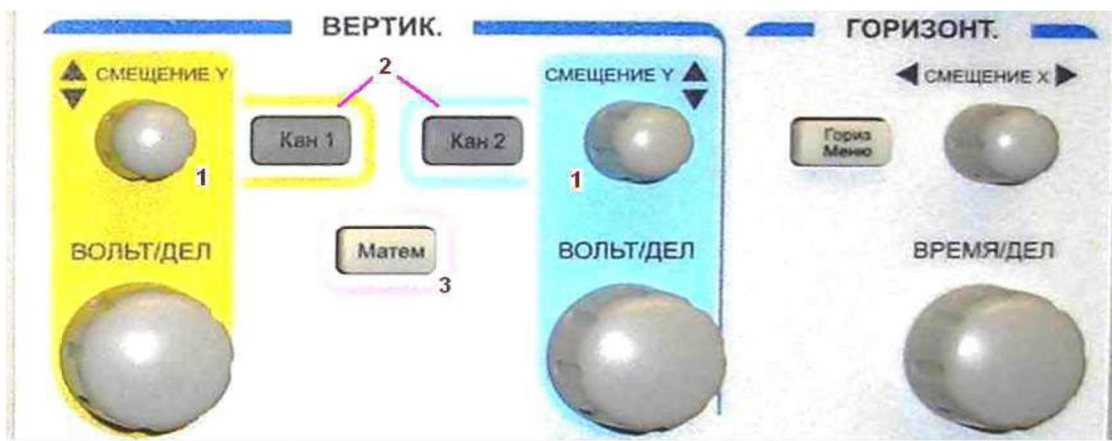 ВЕРТИК.
ГОРИЗОНТ.
СМЕЩЕНИЕ Y
2
СМЕЩЕНИЕ Y
СМЕЩЕНИЕ X
Кан 1
Кан 2
Гориз
Меню
1
1
Матем
3
ВОЛЬТ/ДЕЛ
ВОЛЬТ/ДЕЛ
ВРЕМЯ/ДЕЛ